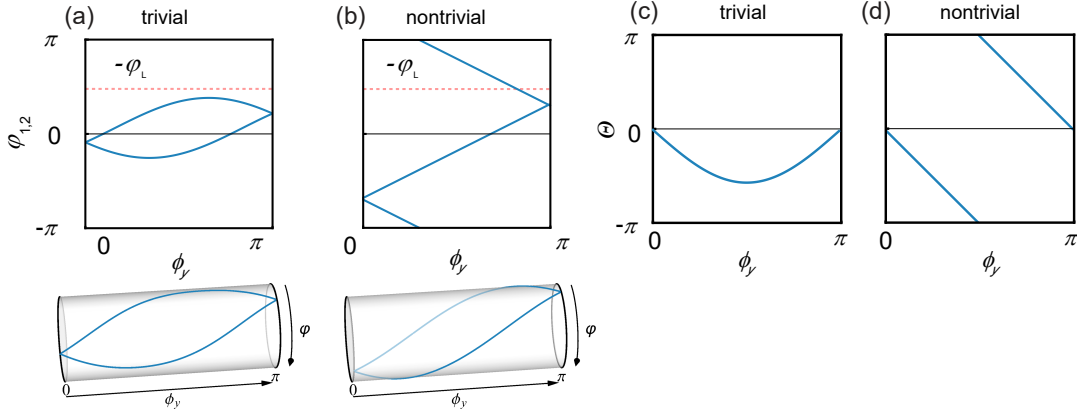 (a) trivial
π
-φL
φ1,2
0
-π
0
π
ϕy
(b) nontrivial
-φL
0
π
ϕy
(c) trivial
π
Θ
0
-π
0
π
ϕy
(d) nontrivial
0
π
ϕy
φ
0
ϕy
π
φ
0
ϕy
π